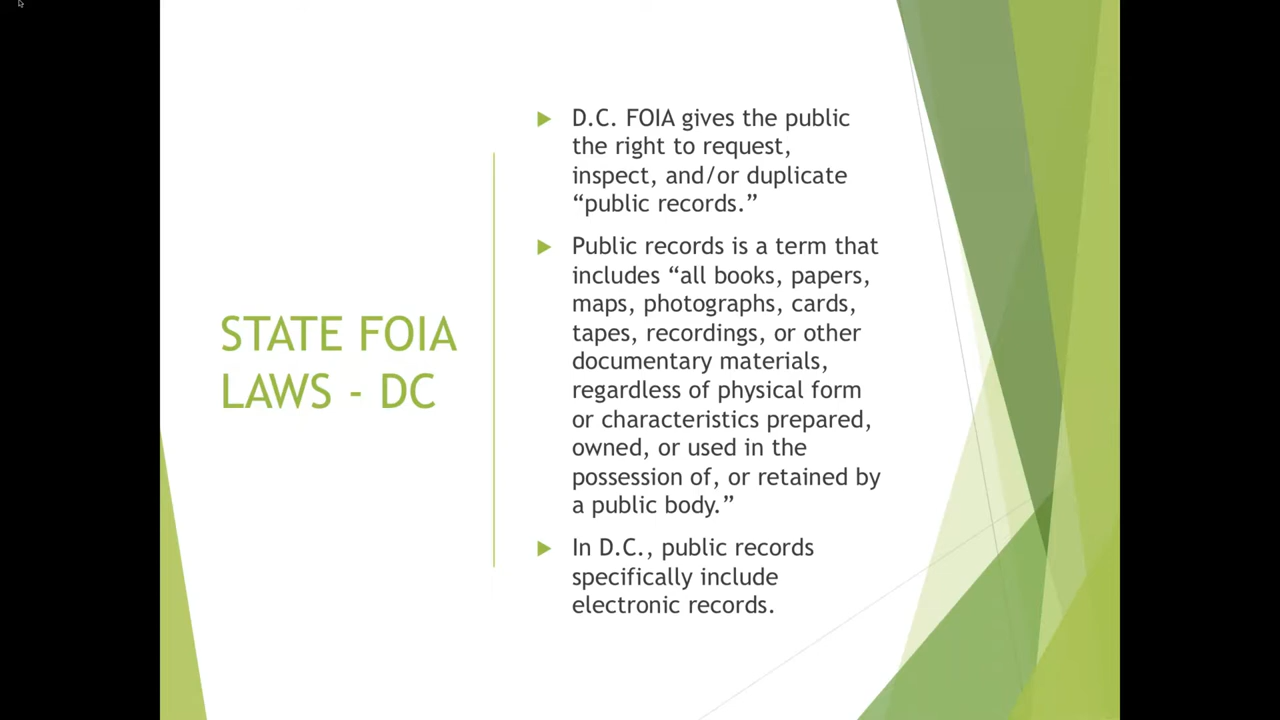 STATE FOIA
LAWS - DC
D.C. FOIA gives the public
the right to request,
inspect, and/or duplicate
“public records.”
Public records is a term that
includes “all books, papers,
maps, photographs, cards,
tapes, recordings, or other
documentary materials,
regardless of physical form
or characteristics prepared,
owned, or used in the
possession of, or retained by
a public body.”
In D.C., public records
specifically include
electronic records.